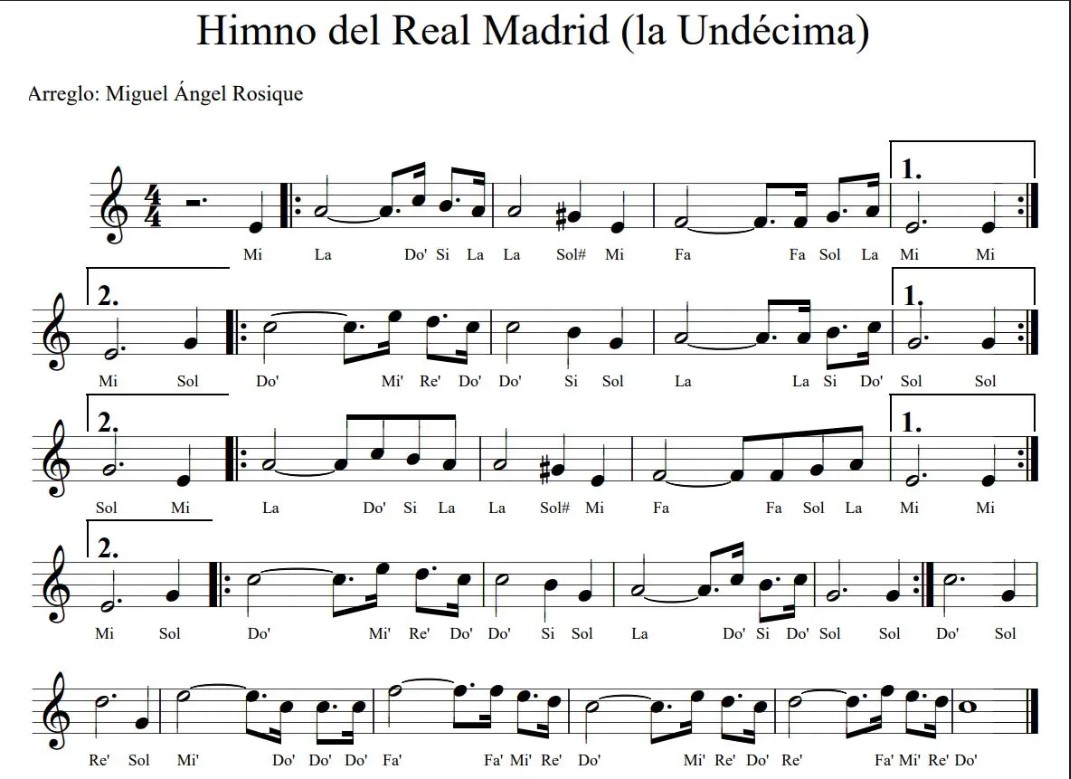 Himno del Real Madrid (la Undécima)
Arreglo: Miguel Ángel Rosique
1.
4
4
Mi La Do' Si La La Sol# Mi Fa Fa Sol La Mi Mi
2. 1.
Mi Sol Do' Mi' Re' Do' Do' Si Sol La La Si Do' Sol Sol
2. 1.
Sol Mi La Do' Si La La Sol# Mi Fa Fa Sol La Mi Mi
2.
Mi Sol Do' Mi' Re' Do' Do' Si Sol La Do' Si Do' Sol Sol Do' Sol
Re' Sol Mi' Do' Do' Do' Fa' Fa' Mi' Re' Do' Mi' Re' Do' Re' Fa' Mi' Re' Do'